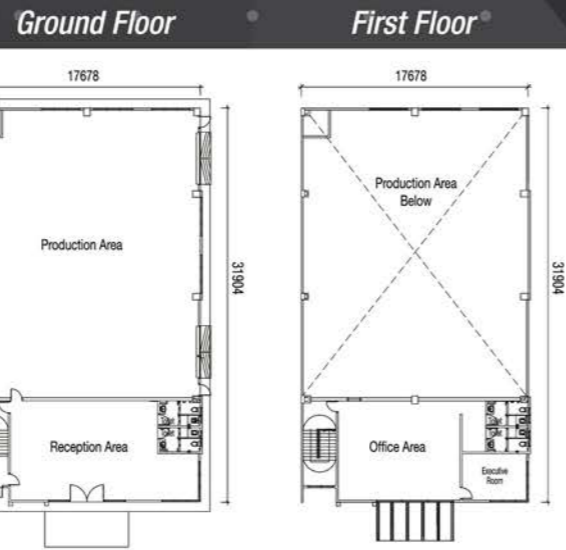 Ground Floor
First Floor
17678
17678
Production Area
31904
Reception Area
Production Area
Below
31904
Office Area
Executive
Room